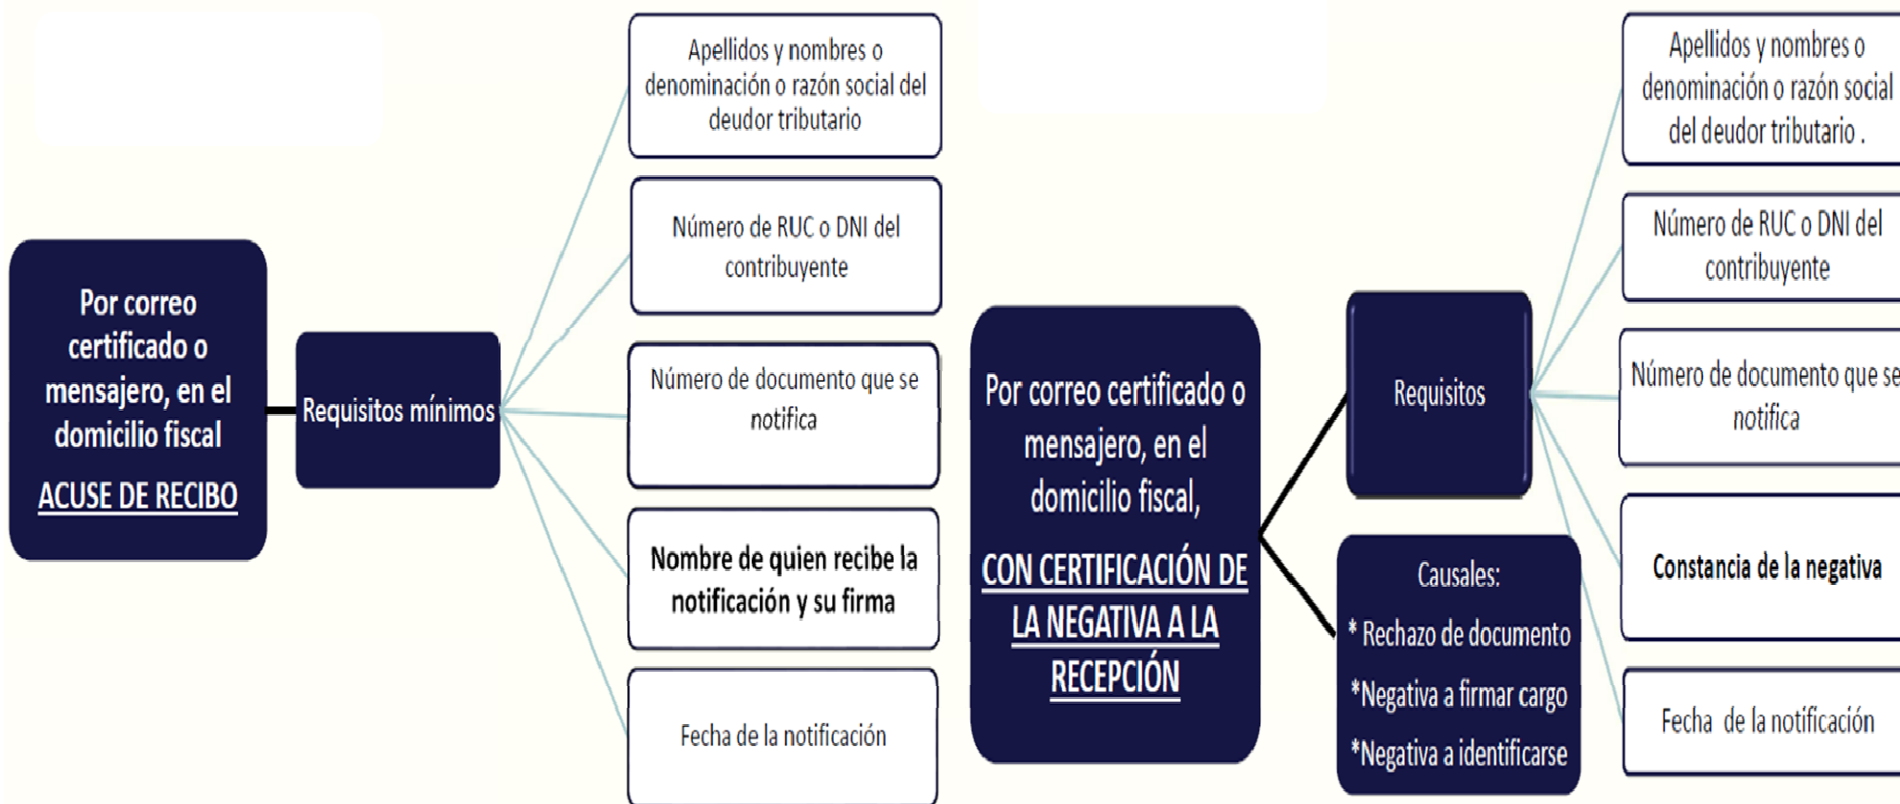 Por correo
certificado o
mensajero, en el
domicilio fiscal
ACUSE DE RECIBO
Requisitos mínimos
Apellidos y nombres o
denominación o razón social del
deudor tributario
Número de RUC o DNI del
contribuyente
Número de documento que se
notifica
Nombre de quien recibe la
notificación y su firma
Fecha de la notificación
Por correo certificado o
mensajero, en el
domicilio fiscal,
CON CERTIFICACIÓN DE
LA NEGATIVA A LA
RECEPCIÓN
Requisitos
Apellidos y nombres o
denominación o razón social
del deudor tributario .
Número de RUC o DNI del
contribuyente
Número de documento que se
notifica
Constancia de la negativa
Fecha de la notificación
Causales:
* Rechazo de documento
*Negativa a firmar cargo
*Negativa a identificarse